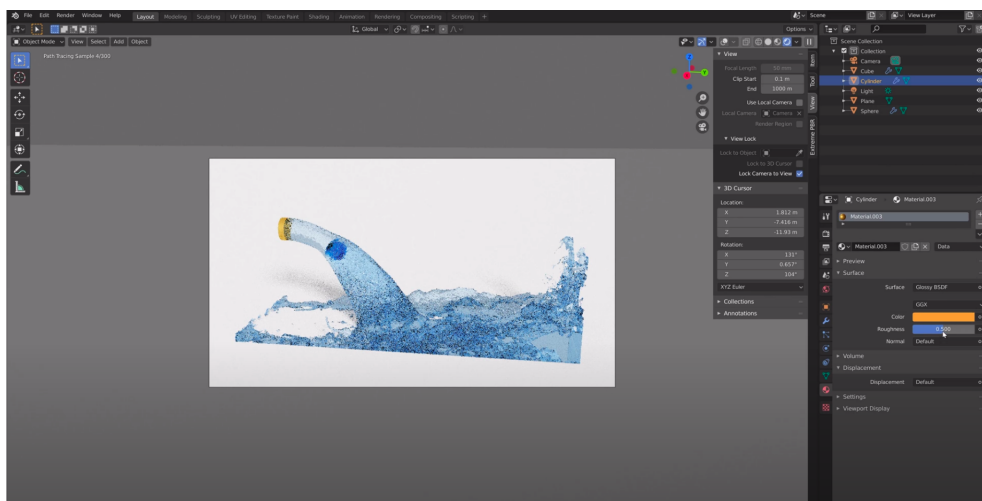 File Edit Render Window Help Layout Modeling Sculpting UV Editing Texture Paint Shading Animation Rendering Compositing Scripting + Scene View Layer
Global Options
Object Mode View Select Add Object
Path Tracing Sample 4/300
View
Focal Length 50 mm
Clip Start 0.1 m
End 1000 m
Use Local Camera
Local Camera Camera
Render Region
View Lock
Lock to Object
Lock to 3D Cursor
Lock Camera to View
3D Cursor
Location:
X 1.812 m
Y -7.416 m
Z -11.93 m
Rotation:
X 131°
Y 0.657°
Z 104°
XYZ Euler
Collections
Annotations
Item
Tool
View
Extreme PBR
Scene Collection
Collection
Camera
Cube
Cylinder
Light
Plane
Sphere
Cylinder Material.003
Material.003
Material.003 Data
Preview
Surface
Surface Glossy BSDF
GGX
Color
Roughness 0.500
Normal Default
Volume
Displacement
Displacement Default
Settings
Viewport Display